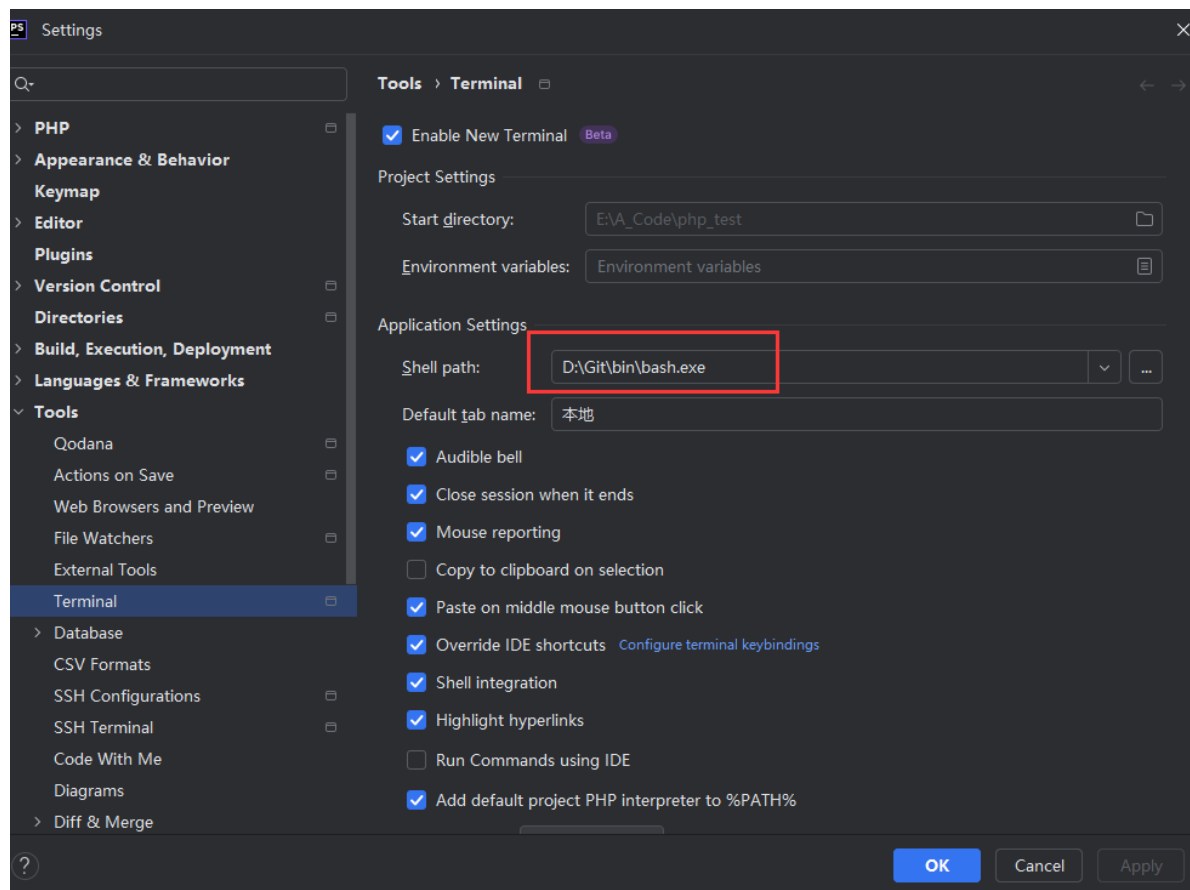 PS Settings
PHP
Appearance & Behavior
Keymap
Editor
Plugins
Version Control
Directories
Build, Execution, Deployment
Languages & Frameworks
Tools
Qodana
Actions on Save
Web Browsers and Preview
File Watchers
External Tools
Terminal
Database
CSV Formats
SSH Configurations
SSH Terminal
Code With Me
Diagrams
Diff & Merge
Tools › Terminal
Enable New Terminal Beta
Project Settings
Start directory: E:\A_Code\php_test
Environment variables: Environment variables
Application Settings
Shell path: D:\Git\bin\bash.exe ...
Default tab name: 本地
Audible bell
Close session when it ends
Mouse reporting
Copy to clipboard on selection
Paste on middle mouse button click
Override IDE shortcuts Configure terminal keybindings
Shell integration
Highlight hyperlinks
Run Commands using IDE
Add default project PHP interpreter to %PATH%
? OK Cancel Apply